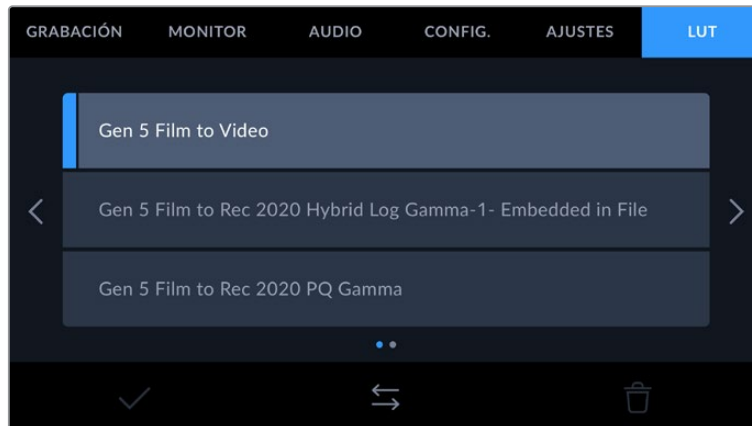 GRABACIÓN MONITOR AUDIO CONFIG. AJUSTES LUT
Gen 5 Film to Video
Gen 5 Film to Rec 2020 Hybrid Log Gamma-1- Embedded in File
Gen 5 Film to Rec 2020 PQ Gamma